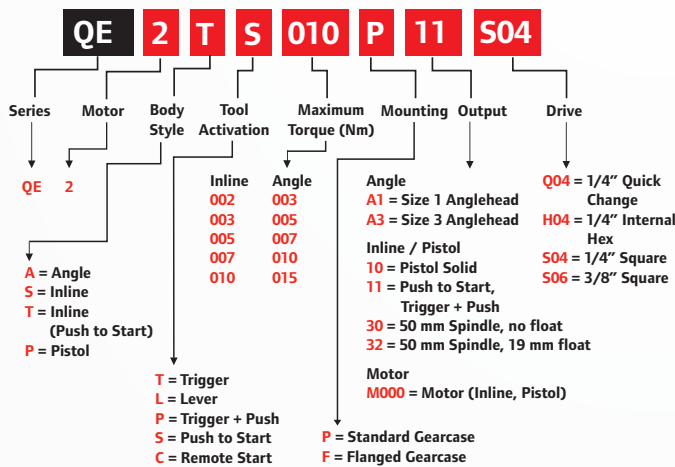 QE 2 T S 010 P 11 S04
Series
Motor
Body
Style
Tool
Activation
Maximum
Torque (Nm)
Mounting
Output
Drive
QE
2
A = Angle
S = Inline
T = Inline
(Push to Start)
P = Pistol
T = Trigger
L = Lever
P = Trigger + Push
S = Push to Start
C = Remote Start
Inline Angle
002 003
003 005
005 007
007 010
010 015
P = Standard Gearcase
F = Flanged Gearcase
Angle
A1 = Size 1 Anglehead
A3 = Size 3 Anglehead
Inline / Pistol
10 = Pistol Solid
11 = Push to Start,
Trigger + Push
30 = 50 mm Spindle, no float
32 = 50 mm Spindle, 19 mm float
Motor
M000 = Motor (Inline, Pistol)
Q04 = 1/4” Quick
Change
H04 = 1/4” Internal
Hex
S04 = 1/4” Square
S06 = 3/8” Square